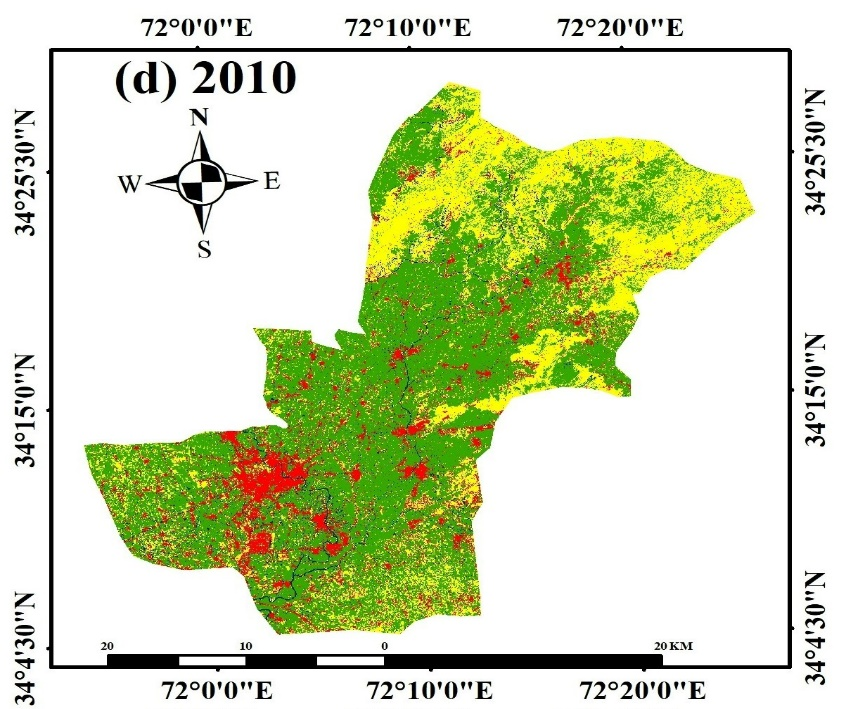 72°0'0"E 72°10'0"E 72°20'0"E
(d) 2010
N
W E
S
34°25'30"N 34°25'30"N
34°15'0"N 34°15'0"N
34°4'30"N 34°4'30"N
20 10 0 20 KM
72°0'0"E 72°10'0"E 72°20'0"E